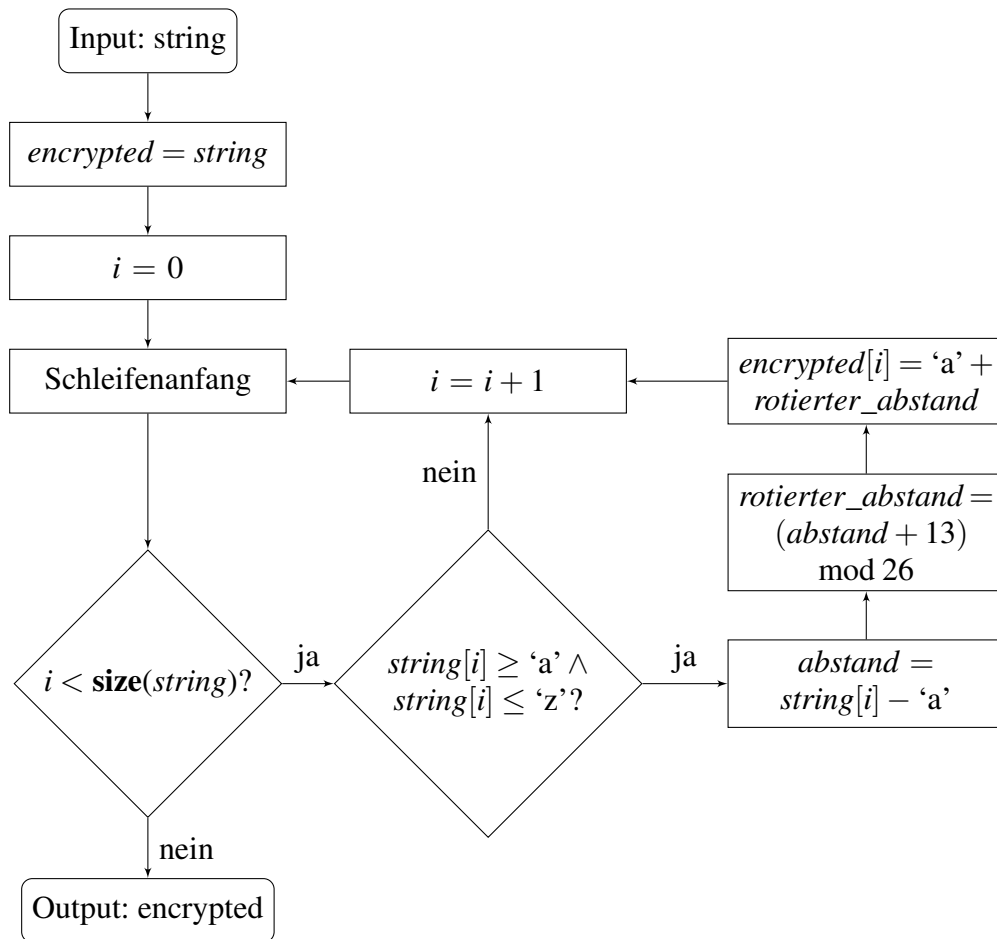 Input: string
encrypted = string
i = 0
Schleifenanfang
i = i + 1
encrypted[i] = ‘a’ +
rotierter_abstand
nein
rotierter_abstand =
(abstand + 13)
mod 26
i < size(string)?
ja
string[i] ≥ ‘a’ ∧
string[i] ≤ ‘z’?
ja
abstand =
string[i] − ‘a’
nein
Output: encrypted